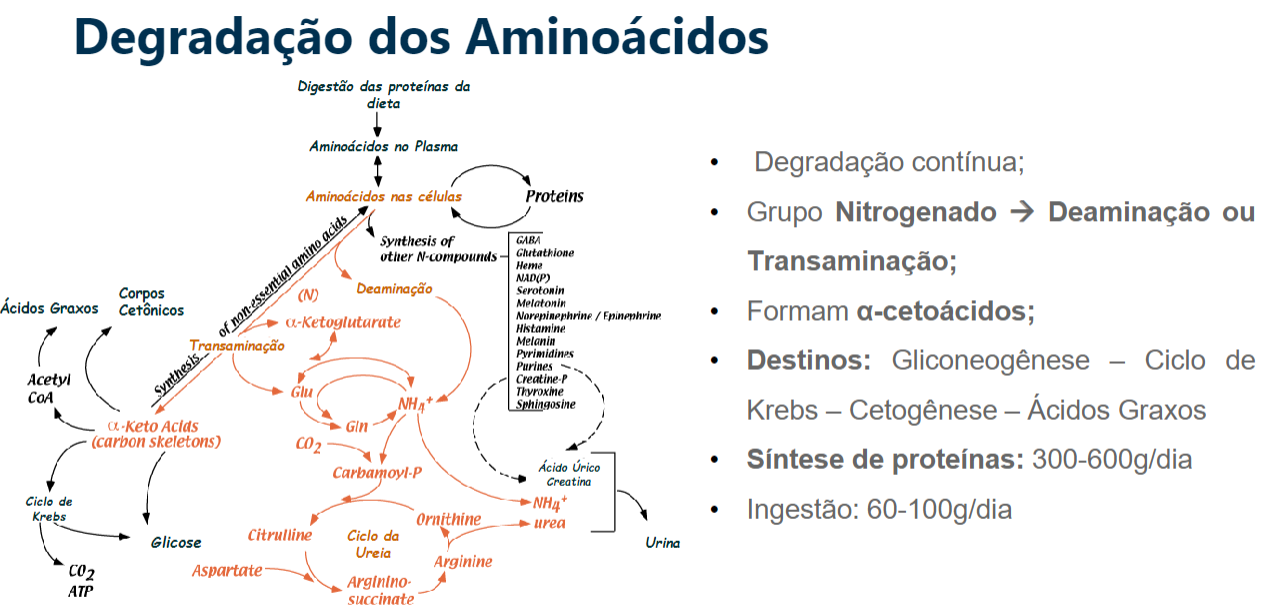 Degradação dos Aminoácidos
Digestão das proteínas da
dieta
Aminoácidos no Plasma
Aminoácidos nas células
Proteins
Synthesis of
other N-compounds
GABA
Glutathione
Heme
NAD(P)
Serotonin
Melatonin
Norepinephrine / Epinephrine
Histamine
Melanin
Pyrimidines
Purines
Creatine-P
Thyroxine
Sphingosine
Synthesis of non-essential amino acids
(N)
Deaminação
α-Ketoglutarate
Transaminação
Glu
Gln
NH₄⁺
CO₂
Carbamoyl-P
Ácidos Graxos
Corpos
Cetônicos
Acetyl
CoA
α-Keto Acids
(carbon skeletons)
Ciclo de
Krebs
Glicose
CO₂
ATP
Citrulline
Ornithine
Ciclo da
Ureia
Aspartate
Arginino-
succinate
Arginine
Ácido Úrico
Creatina
NH₄⁺
urea
Urina
• Degradação contínua;
• Grupo Nitrogenado → Deaminação ou
Transaminação;
• Formam α-cetoácidos;
• Destinos: Gliconeogênese – Ciclo de
Krebs – Cetogênese – Ácidos Graxos
• Síntese de proteínas: 300-600g/dia
• Ingestão: 60-100g/dia